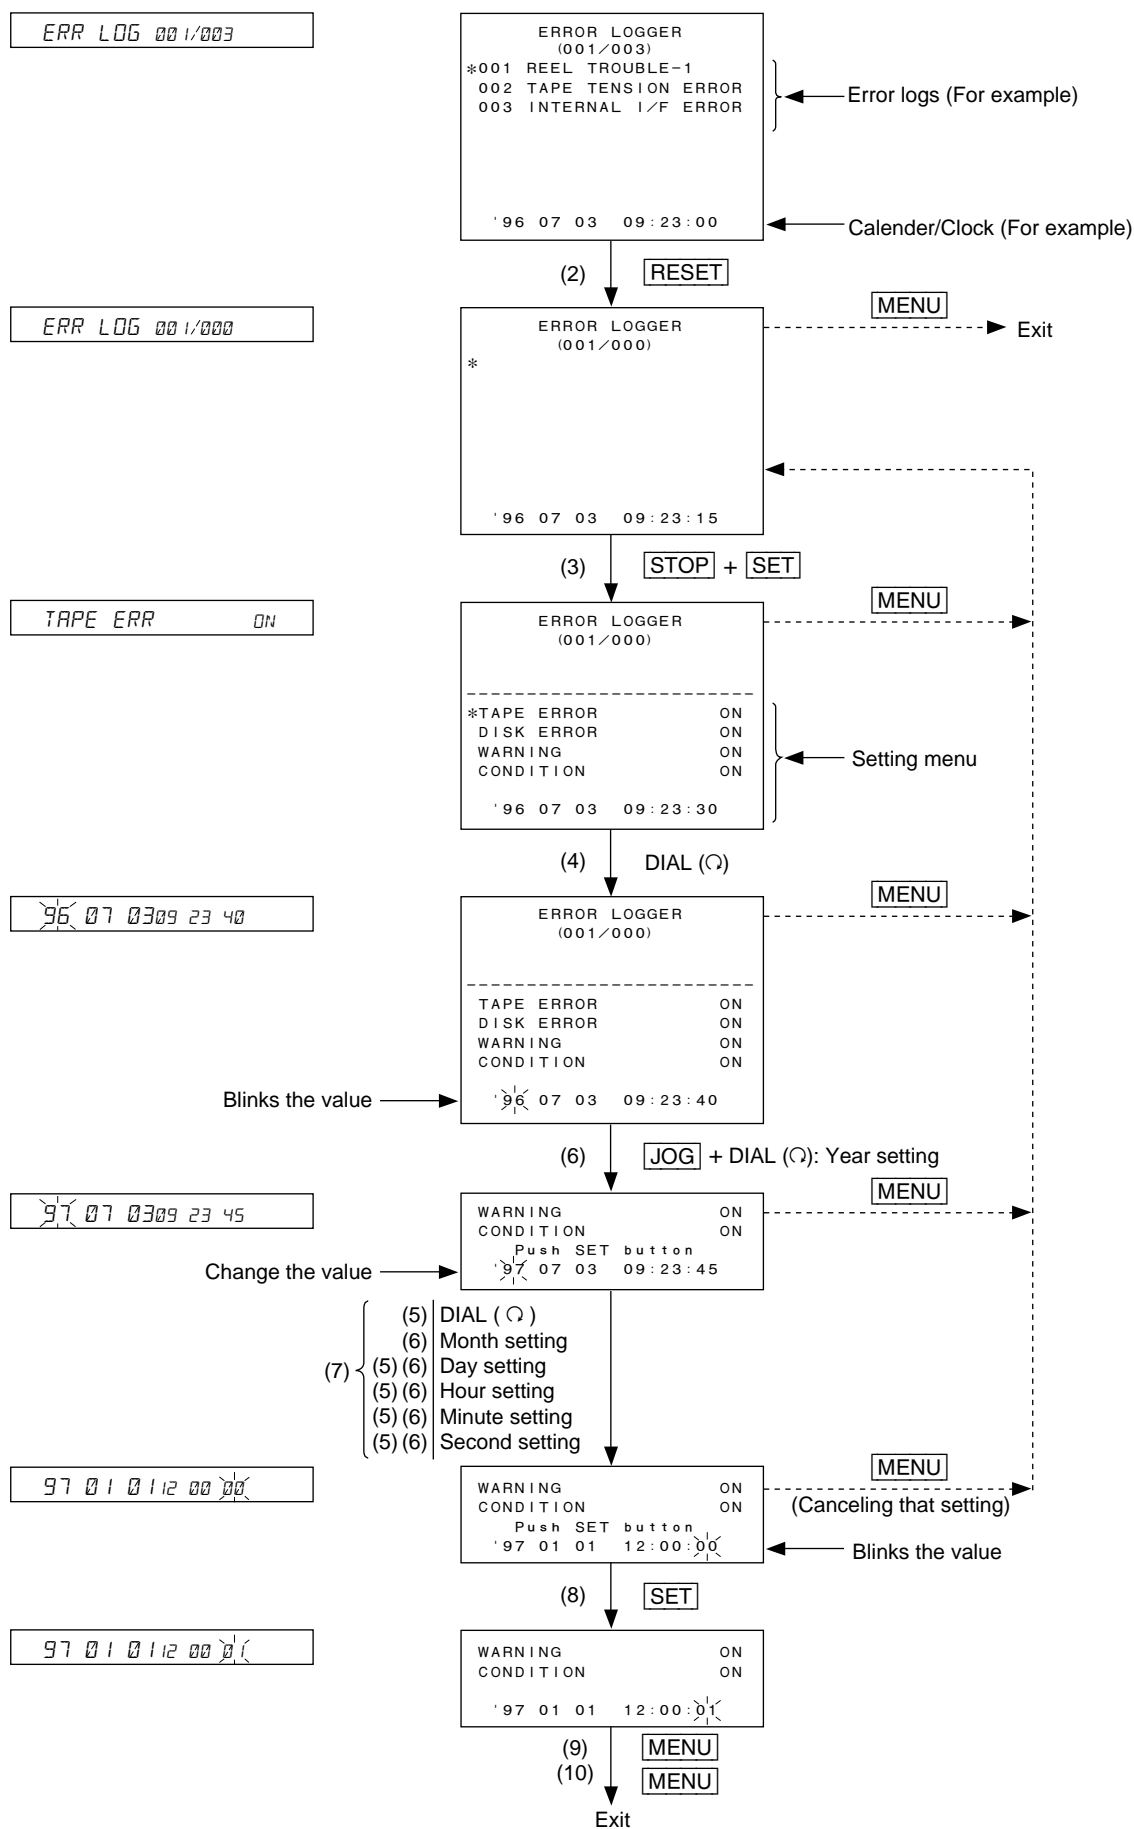 ERR LOG 001/003
ERROR LOGGER
(001/003)
*001 REEL TROUBLE-1
002 TAPE TENSION ERROR
003 INTERNAL I/F ERROR
Error logs (For example)
'96 07 03 09:23:00
Calender/Clock (For example)
(2) RESET
ERR LOG 001/000
ERROR LOGGER
(001/000)
*
MENU
Exit
'96 07 03 09:23:15
(3) STOP + SET
TAPE ERR ON
ERROR LOGGER
(001/000)
MENU
*TAPE ERROR ON
DISK ERROR ON
WARNING ON
CONDITION ON
Setting menu
'96 07 03 09:23:30
(4) DIAL (↻)
96 07 03 09 23 40
ERROR LOGGER
(001/000)
MENU
TAPE ERROR ON
DISK ERROR ON
WARNING ON
CONDITION ON
Blinks the value
'96 07 03 09:23:40
(6) JOG + DIAL (↻): Year setting
97 07 03 09 23 45
WARNING ON
CONDITION ON
Push SET button
'97 07 03 09:23:45
MENU
Change the value
(7)
(5) DIAL (↻)
(6) Month setting
(5) (6) Day setting
(5) (6) Hour setting
(5) (6) Minute setting
(5) (6) Second setting
97 01 01 12 00 00
WARNING ON
CONDITION ON
Push SET button
'97 01 01 12:00:00
MENU
(Canceling that setting)
Blinks the value
(8) SET
97 01 01 12 00 01
WARNING ON
CONDITION ON
'97 01 01 12:00:01
(9) MENU
(10) MENU
Exit